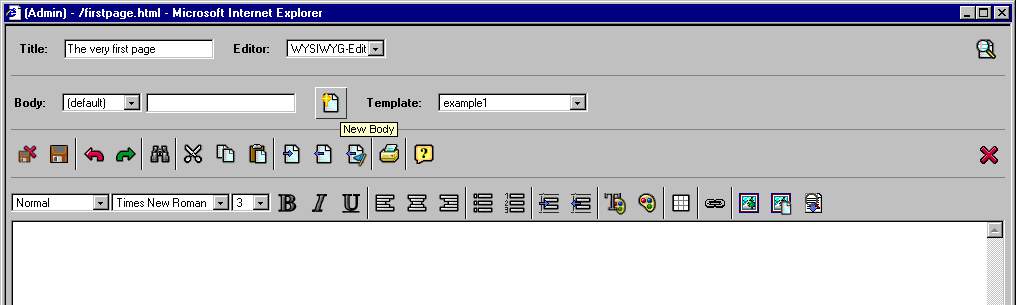 (Admin) - /firstpage.html - Microsoft Internet Explorer
Title: The very first page Editor: WYSIWYG-Edit
Body: (default) Template: example1
New Body
Normal Times New Roman 3 B I U